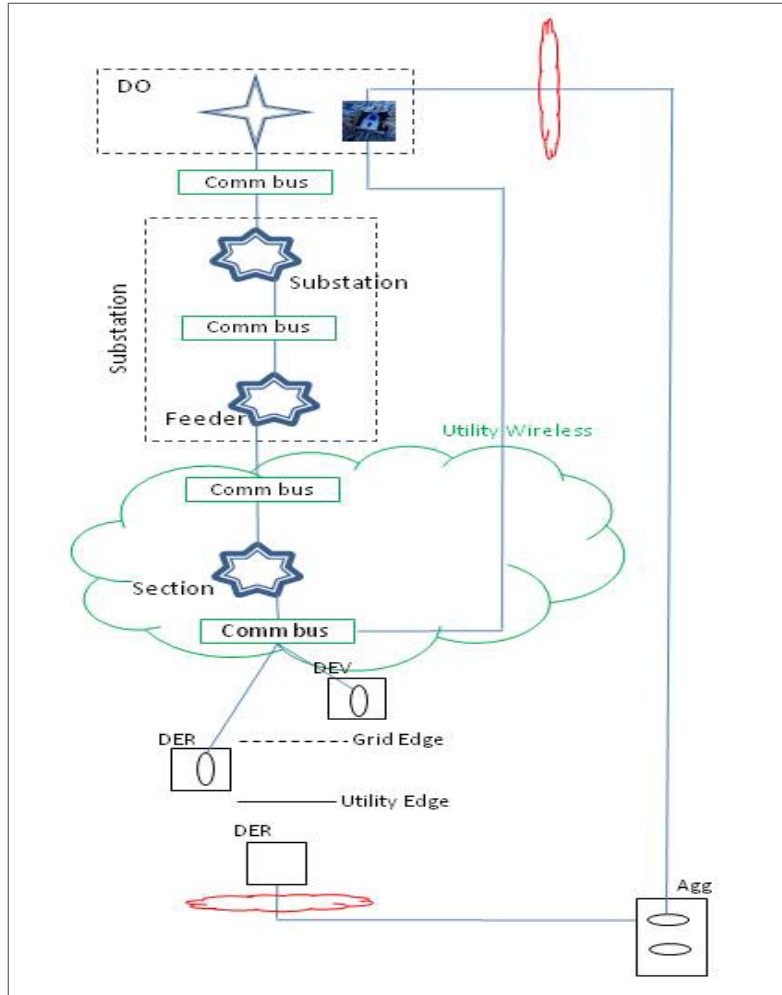 DO
Comm bus
Substation
Substation
Comm bus
Feeder
Utility Wireless
Comm bus
Section
Comm bus
DEV
DER
Grid Edge
Utility Edge
DER
Agg